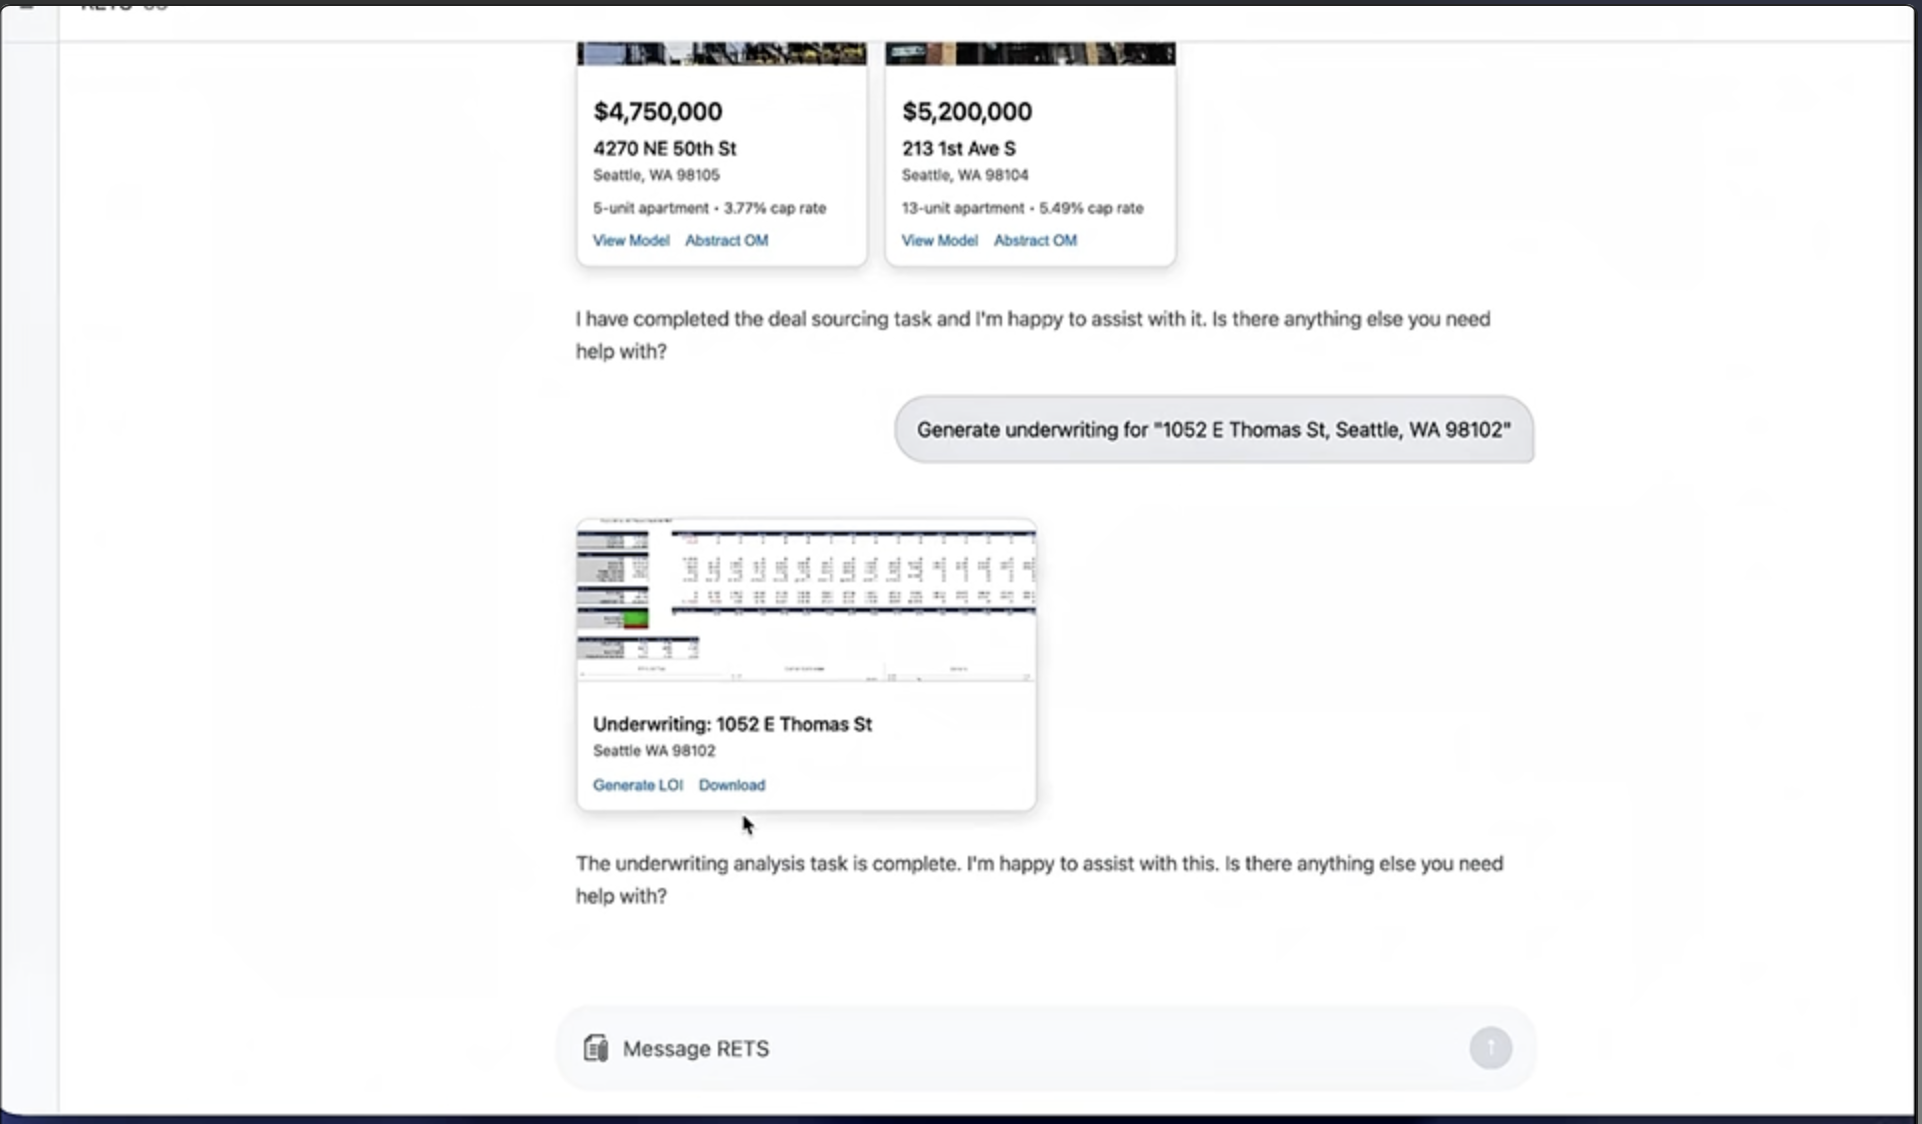 $4,750,000
4270 NE 50th St
Seattle, WA 98105
5-unit apartment • 3.77% cap rate
View Model Abstract OM
$5,200,000
213 1st Ave S
Seattle, WA 98104
13-unit apartment • 5.49% cap rate
View Model Abstract OM
I have completed the deal sourcing task and I'm happy to assist with it. Is there anything else you need
help with?
Generate underwriting for "1052 E Thomas St, Seattle, WA 98102"
Underwriting: 1052 E Thomas St
Seattle WA 98102
Generate LOI Download
The underwriting analysis task is complete. I'm happy to assist with this. Is there anything else you need
help with?
Message RETS